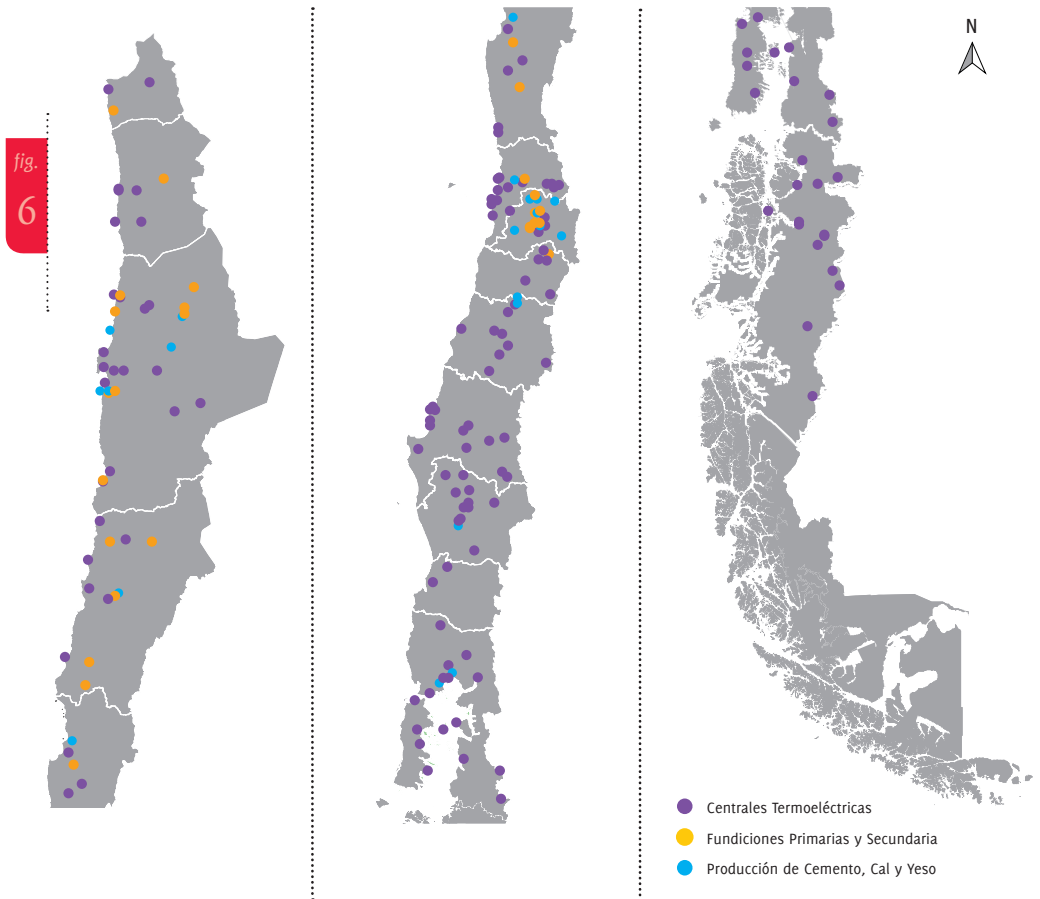 fig.
6
N
Centrales Termoeléctricas
Fundiciones Primarias y Secundaria
Producción de Cemento, Cal y Yeso